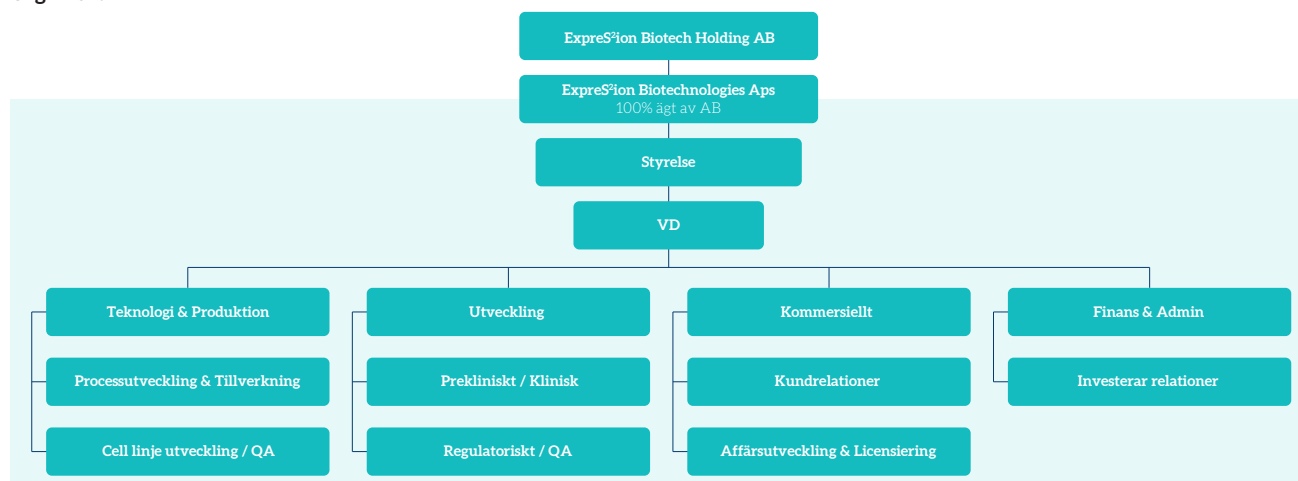 ExpreS²ion Biotech Holding AB
ExpreS²ion Biotechnologies Aps
100% ägt av AB
Styrelse
VD
Teknologi & Produktion
Utveckling
Kommersiellt
Finans & Admin
Processutveckling & Tillverkning
Prekliniskt / Klinisk
Kundrelationer
Investerar relationer
Cell linje utveckling / QA
Regulatoriskt / QA
Affärsutveckling & Licensiering